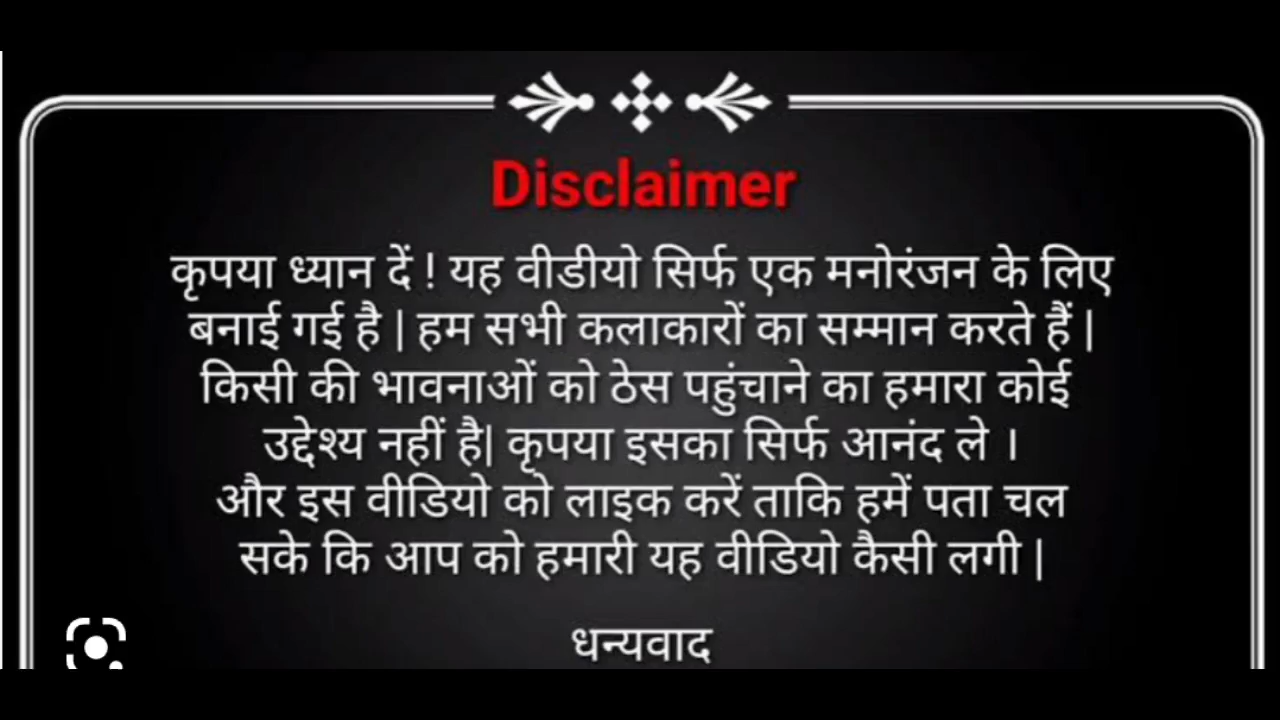 Disclaimer
कृपया ध्यान दें ! यह वीडीयो सिर्फ एक मनोरंजन के लिए
बनाई गई है | हम सभी कलाकारों का सम्मान करते हैं |
किसी की भावनाओं को ठेस पहुंचाने का हमारा कोई
उद्देश्य नहीं है| कृपया इसका सिर्फ आनंद ले ।
और इस वीडियो को लाइक करें ताकि हमें पता चल
सके कि आप को हमारी यह वीडियो कैसी लगी |
धन्यवाद